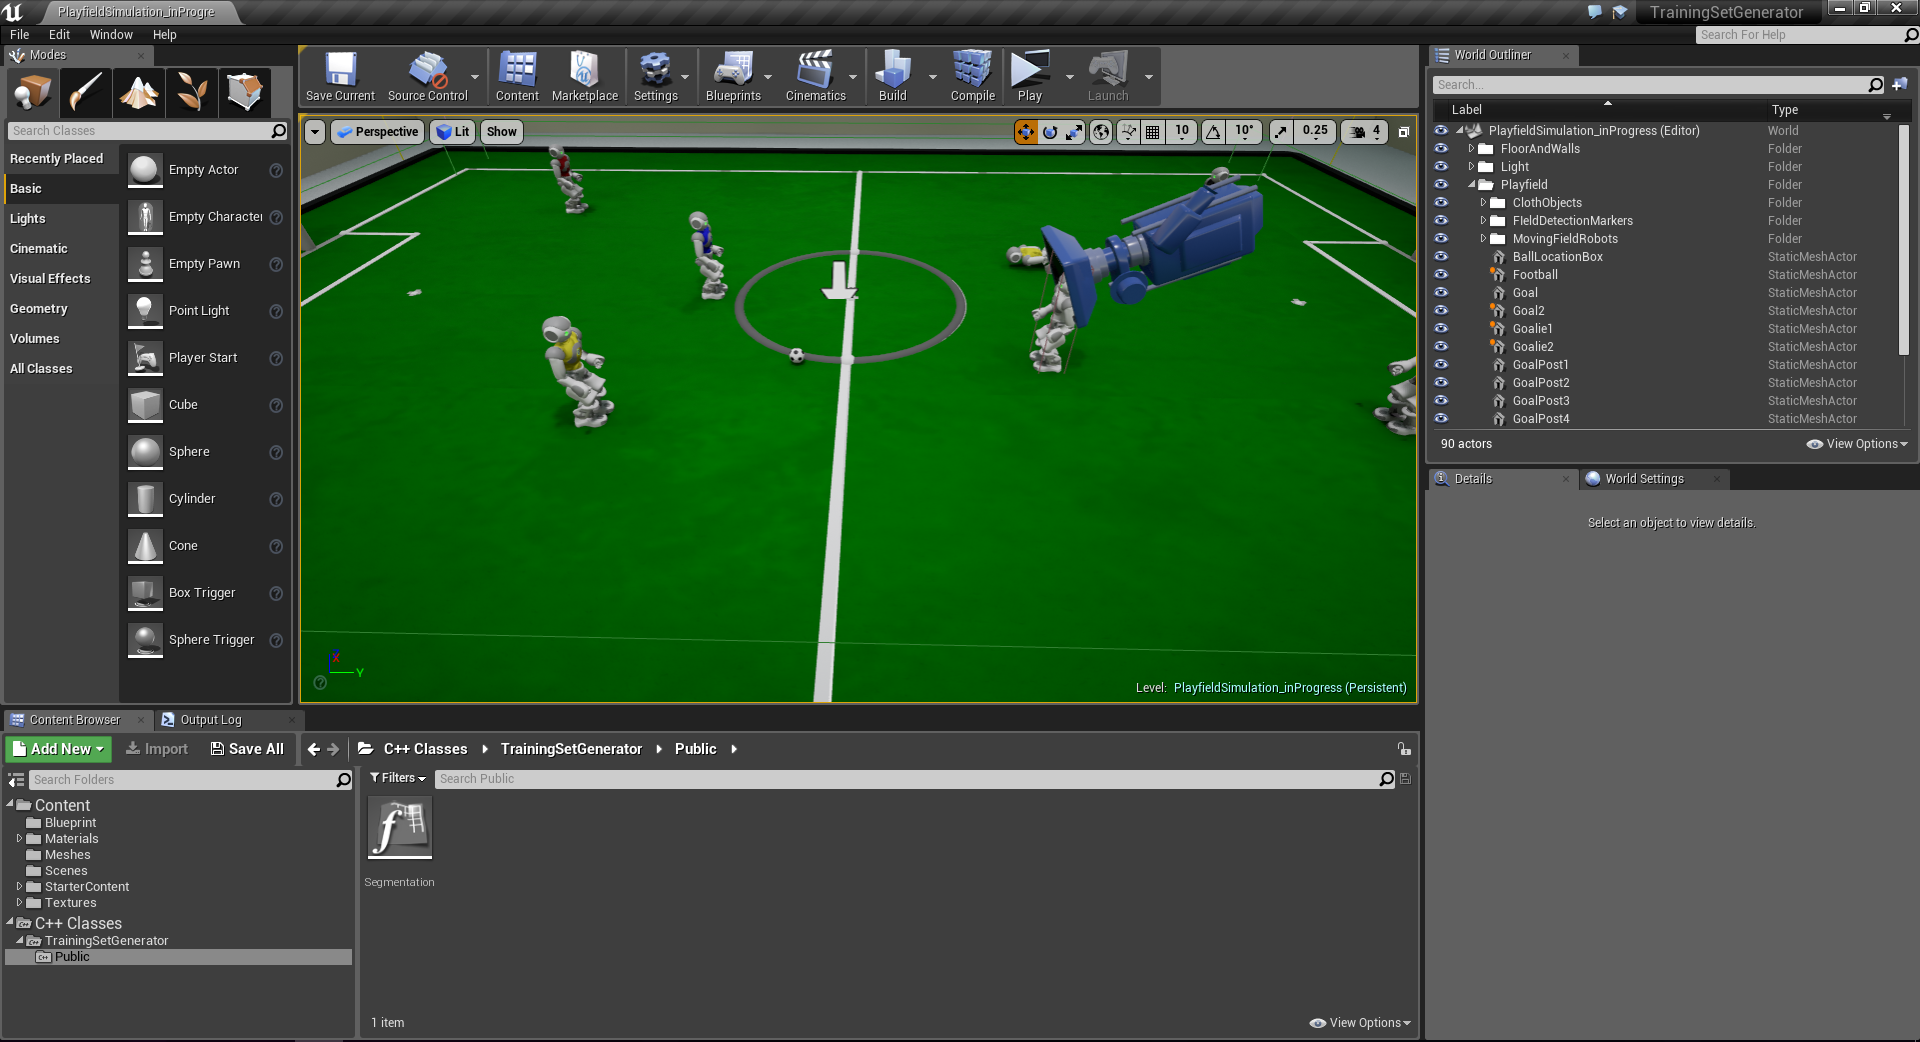 PlayfieldSimulation_inProgre
TrainingSetGenerator
File Edit Window Help
Search For Help
Modes
Search Classes
Recently Placed
Basic
Lights
Cinematic
Visual Effects
Geometry
Volumes
All Classes
Empty Actor
Empty Character
Empty Pawn
Point Light
Player Start
Cube
Sphere
Cylinder
Cone
Box Trigger
Sphere Trigger
Save Current
Source Control
Content
Marketplace
Settings
Blueprints
Cinematics
Build
Compile
Play
Launch
Perspective
Lit
Show
10
10°
0.25
4
Y
Level: PlayfieldSimulation_inProgress (Persistent)
World Outliner
Search...
Label Type
PlayfieldSimulation_inProgress (Editor) World
FloorAndWalls Folder
Light Folder
Playfield Folder
ClothObjects Folder
FIeldDetectionMarkers Folder
MovingFieldRobots Folder
BallLocationBox StaticMeshActor
Football StaticMeshActor
Goal StaticMeshActor
Goal2 StaticMeshActor
Goalie1 StaticMeshActor
Goalie2 StaticMeshActor
GoalPost1 StaticMeshActor
GoalPost2 StaticMeshActor
GoalPost3 StaticMeshActor
GoalPost4 StaticMeshActor
90 actors
View Options
Details
World Settings
Select an object to view details.
Content Browser
Output Log
Add New
Import
Save All
C++ Classes
TrainingSetGenerator
Public
Search Folders
Filters
Search Public
Content
Blueprint
Materials
Meshes
Scenes
StarterContent
Textures
C++ Classes
TrainingSetGenerator
Public
Segmentation
1 item
View Options